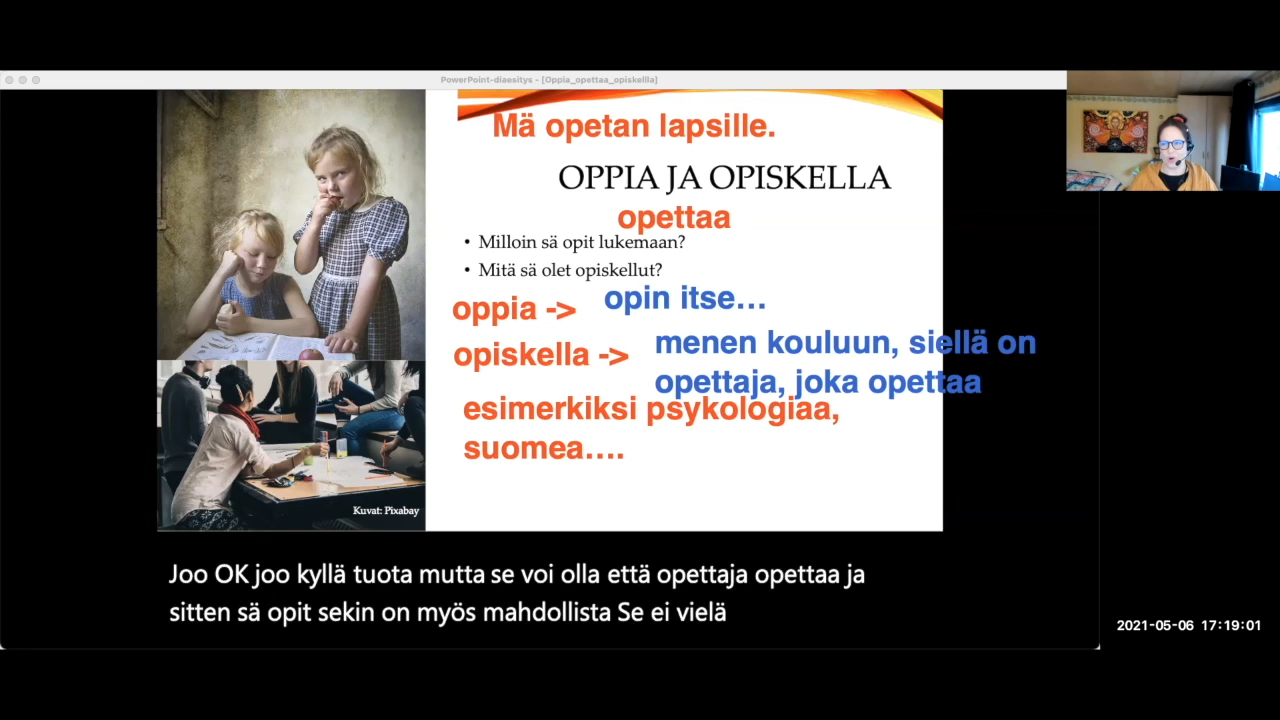 PowerPoint-diaesitys - [Oppia_opettaa_opiskella]
Mä opetan lapsille.
OPPIA JA OPISKELLA
opettaa
• Milloin sä opit lukemaan?
• Mitä sä olet opiskellut?
oppia -> opin itse...
opiskella -> menen kouluun, siellä on
opettaja, joka opettaa
esimerkiksi psykologiaa,
suomea....
Kuvat: Pixabay
Joo OK joo kyllä tuota mutta se voi olla että opettaja opettaa ja
sitten sä opit sekin on myös mahdollista Se ei vielä
2021-05-06 17:19:01